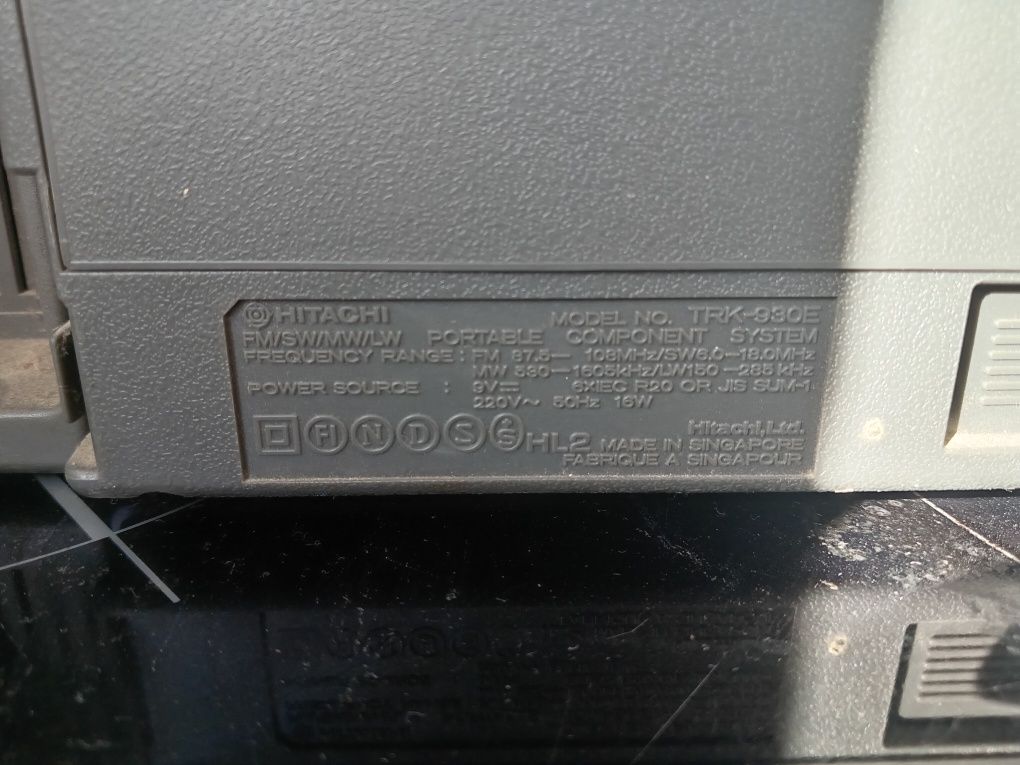 HITACHI MODEL NO. TRK-930E
FM/SW/MW/LW PORTABLE COMPONENT SYSTEM
FREQUENCY RANGE : FM 87.5— 108MHz/SW6.0—18.0MHz
MW 530—1605kHz/LW150—285kHz
POWER SOURCE : 9V⎓ 6XIEC R20 OR JIS SUM-1,
220V∼ 50Hz 16W
FI N D S S HL2
Hitachi,Ltd.
MADE IN SINGAPORE
FABRIQUE A SINGAPOUR